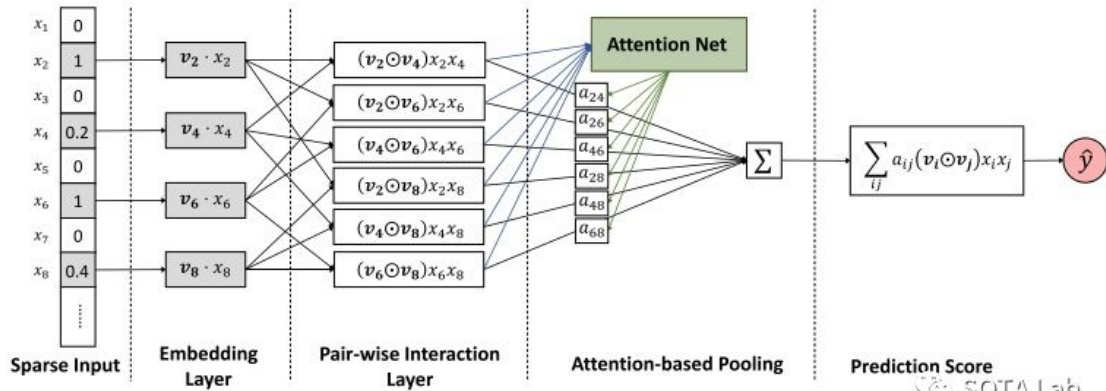 x₁ 0
x₂ 1
x₃ 0
x₄ 0.2
x₅ 0
x₆ 1
x₇ 0
x₈ 0.4
......
v₂ · x₂
v₄ · x₄
v₆ · x₆
v₈ · x₈
(v₂⊙v₄)x₂x₄
(v₂⊙v₆)x₂x₆
(v₄⊙v₆)x₄x₆
(v₂⊙v₈)x₂x₈
(v₄⊙v₈)x₄x₈
(v₆⊙v₈)x₆x₈
Attention Net
a₂₄
a₂₆
a₄₆
a₂₈
a₄₈
a₆₈
∑
∑ᵢⱼ aᵢⱼ(vᵢ⊙vⱼ)xᵢxⱼ
ŷ
Sparse Input
Embedding
Layer
Pair-wise Interaction
Layer
Attention-based Pooling
Prediction Score
SOTA Lab